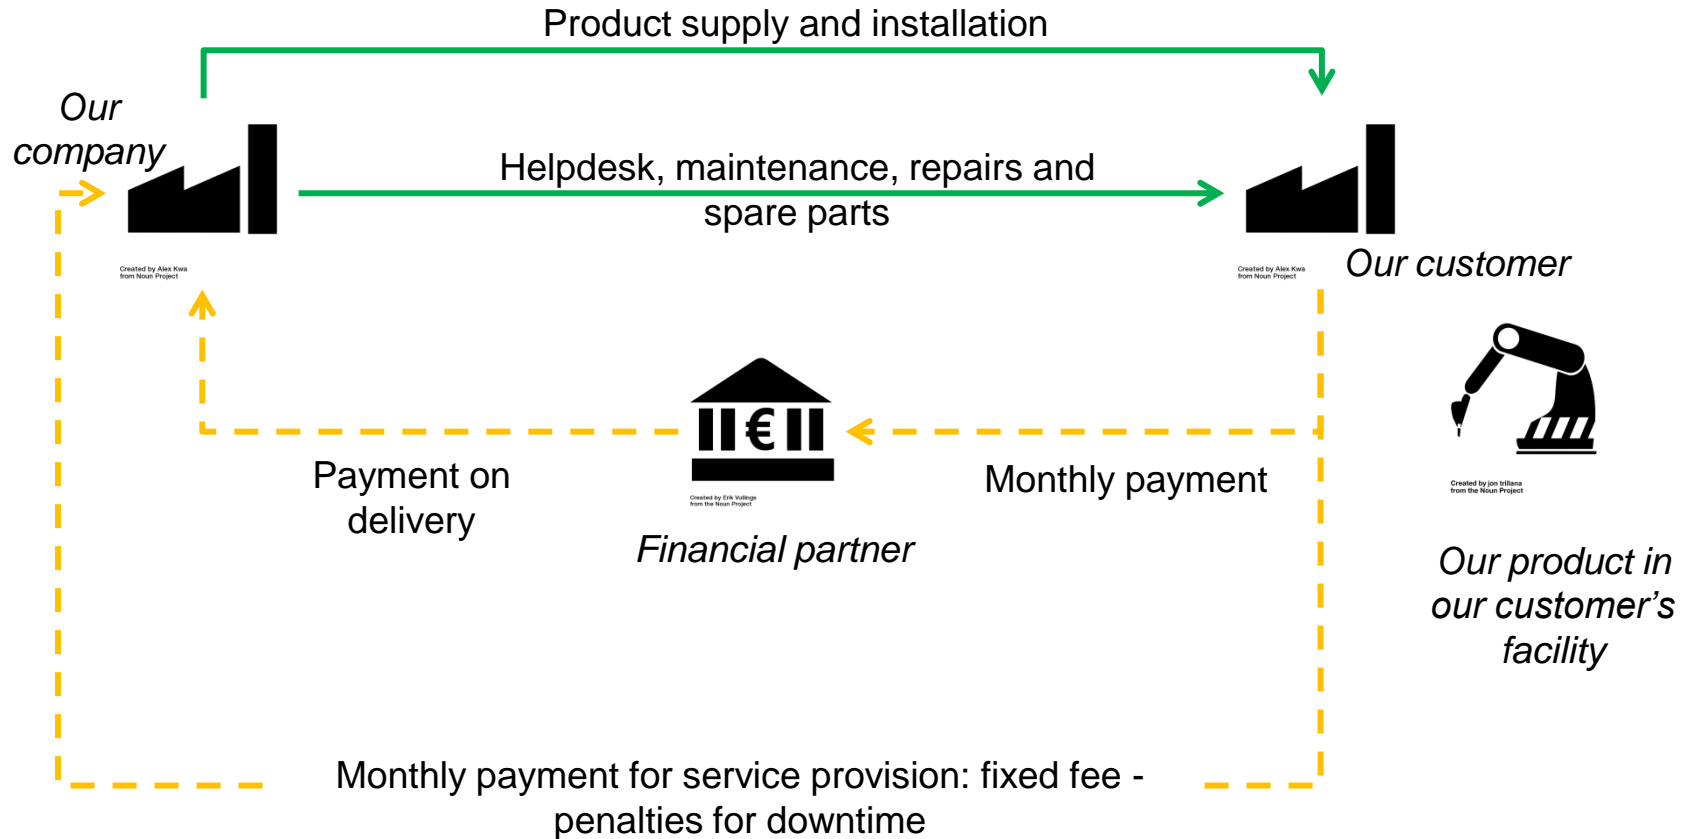 Product supply and installation
Our
company
Helpdesk, maintenance, repairs and
spare parts
Created by Alex Kwa
from Noun Project
Created by Alex Kwa
from Noun Project
Our customer
€
Payment on
delivery
Monthly payment
Created by Erik Vullings
from the Noun Project
Financial partner
Created by jon trillana
from the Noun Project
Our product in
our customer’s
facility
Monthly payment for service provision: fixed fee -
penalties for downtime